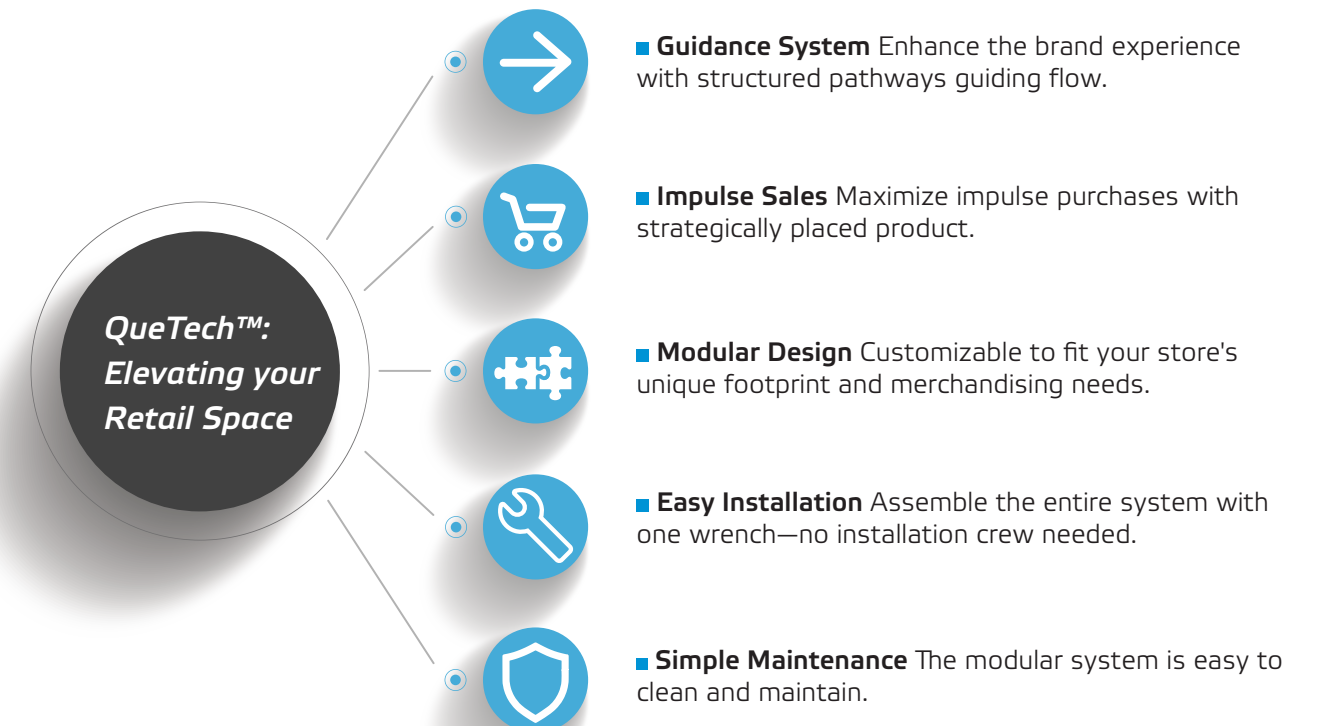 QueTech™:
Elevating your
Retail Space
Guidance System Enhance the brand experience
with structured pathways guiding flow.
Impulse Sales Maximize impulse purchases with
strategically placed product.
Modular Design Customizable to fit your store's
unique footprint and merchandising needs.
Easy Installation Assemble the entire system with
one wrench—no installation crew needed.
Simple Maintenance The modular system is easy to
clean and maintain.